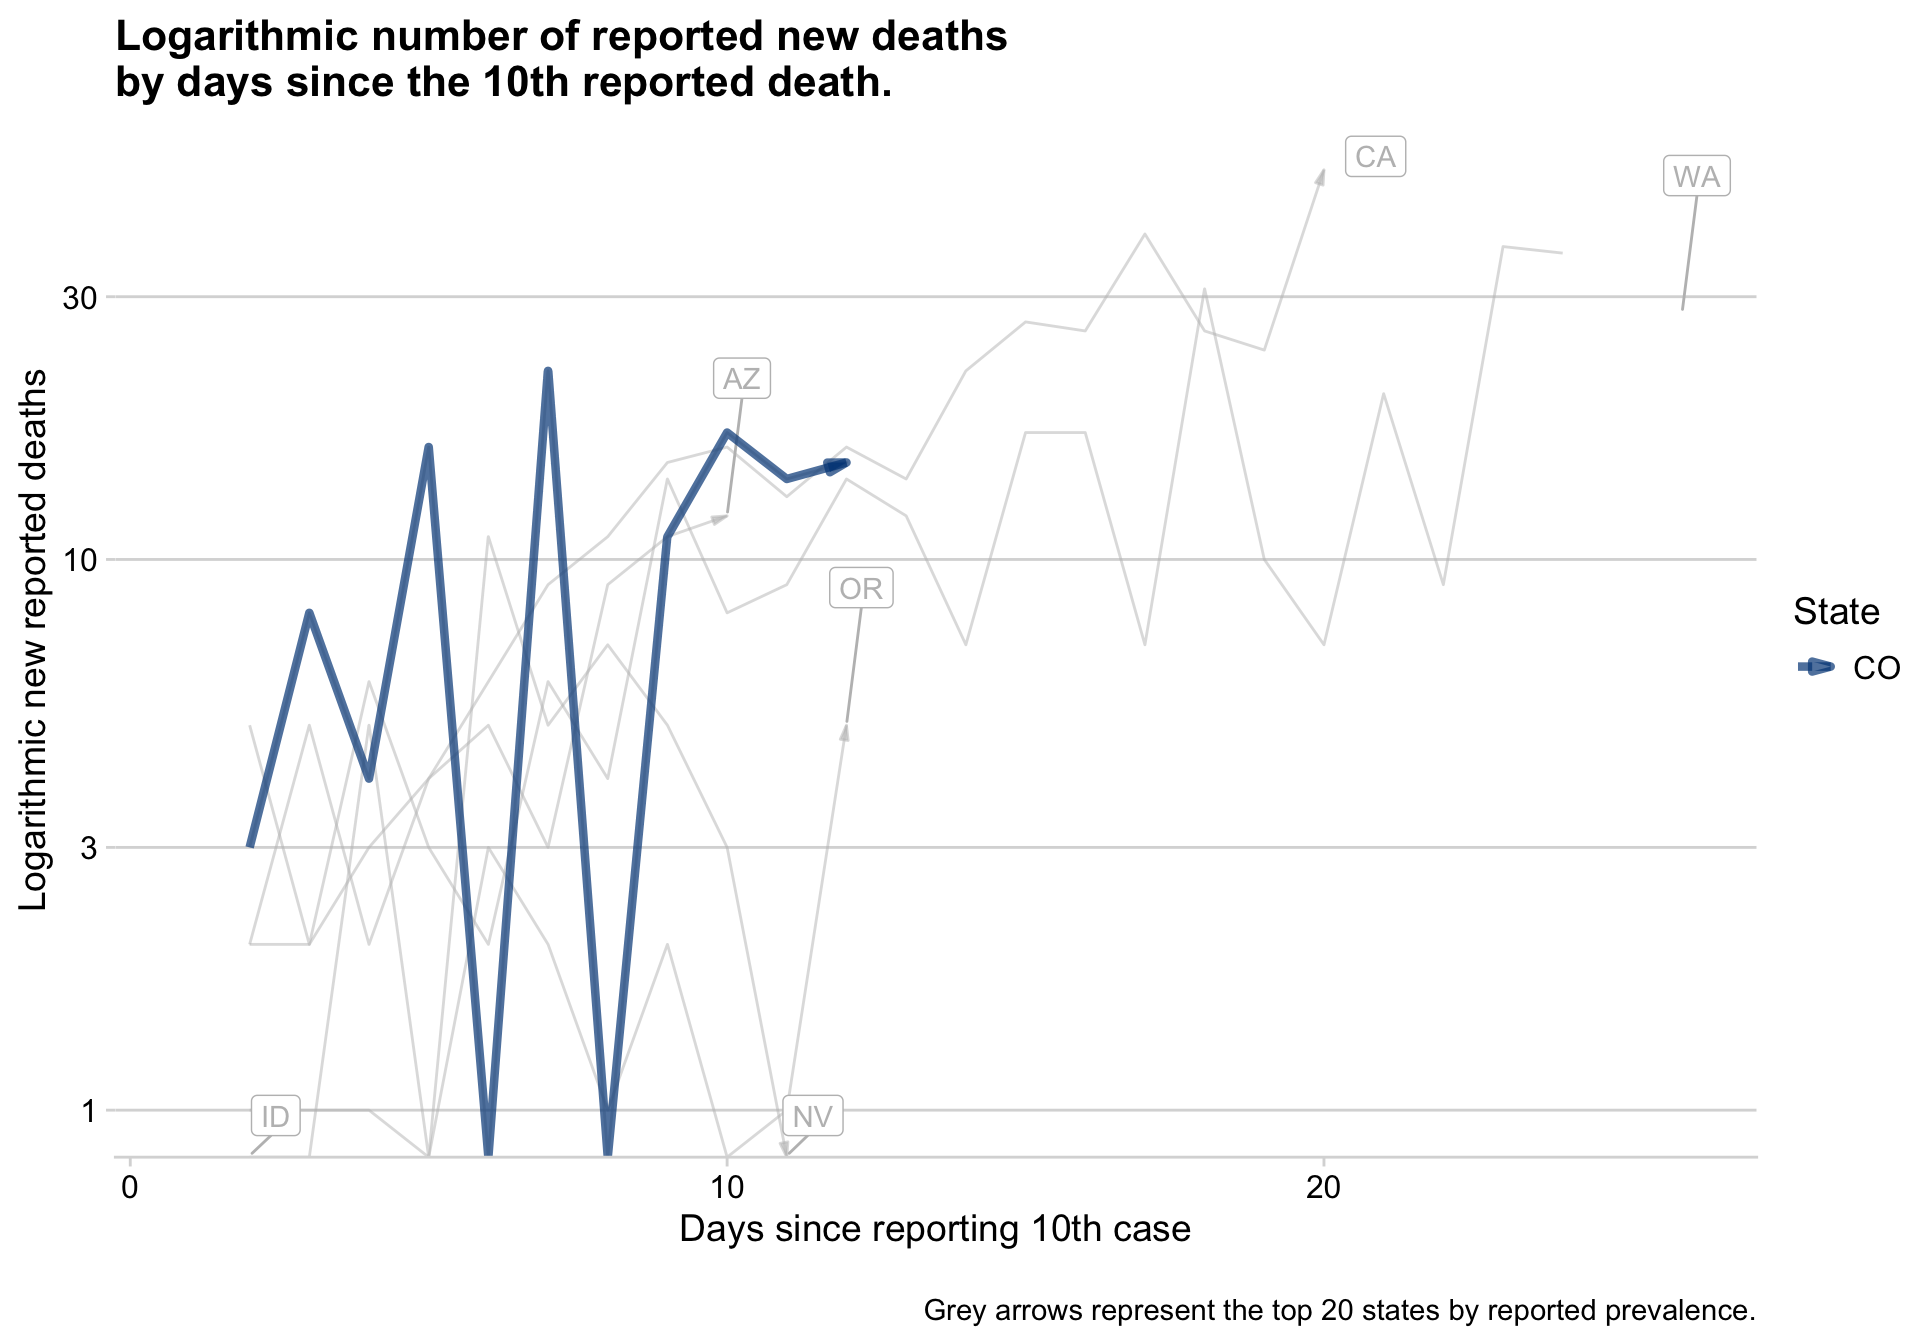 Logarithmic number of reported new deaths
by days since the 10th reported death.
CA
WA
30
AZ
10
OR
3
ID
NV
1
0
10
20
Logarithmic new reported deaths
Days since reporting 10th case
State
CO
Grey arrows represent the top 20 states by reported prevalence.